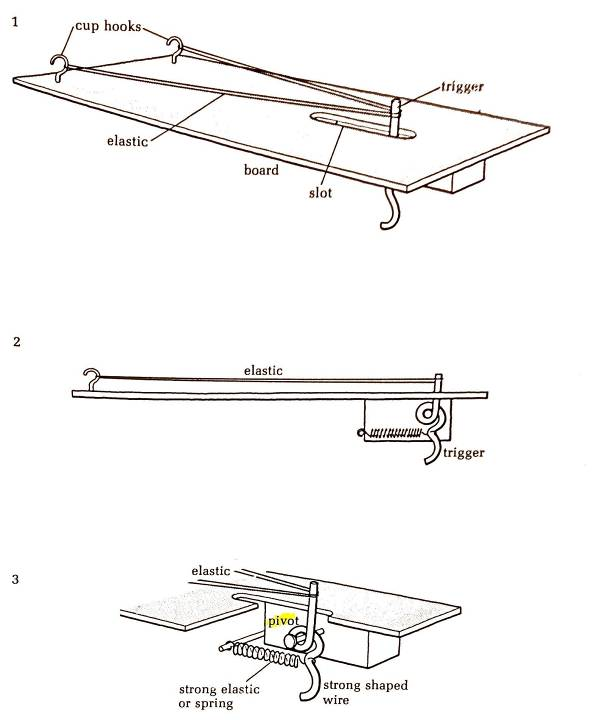 1
cup hooks
trigger
elastic
board
slot
2
elastic
trigger
3
elastic
pivot
strong elastic
or spring
strong shaped
wire